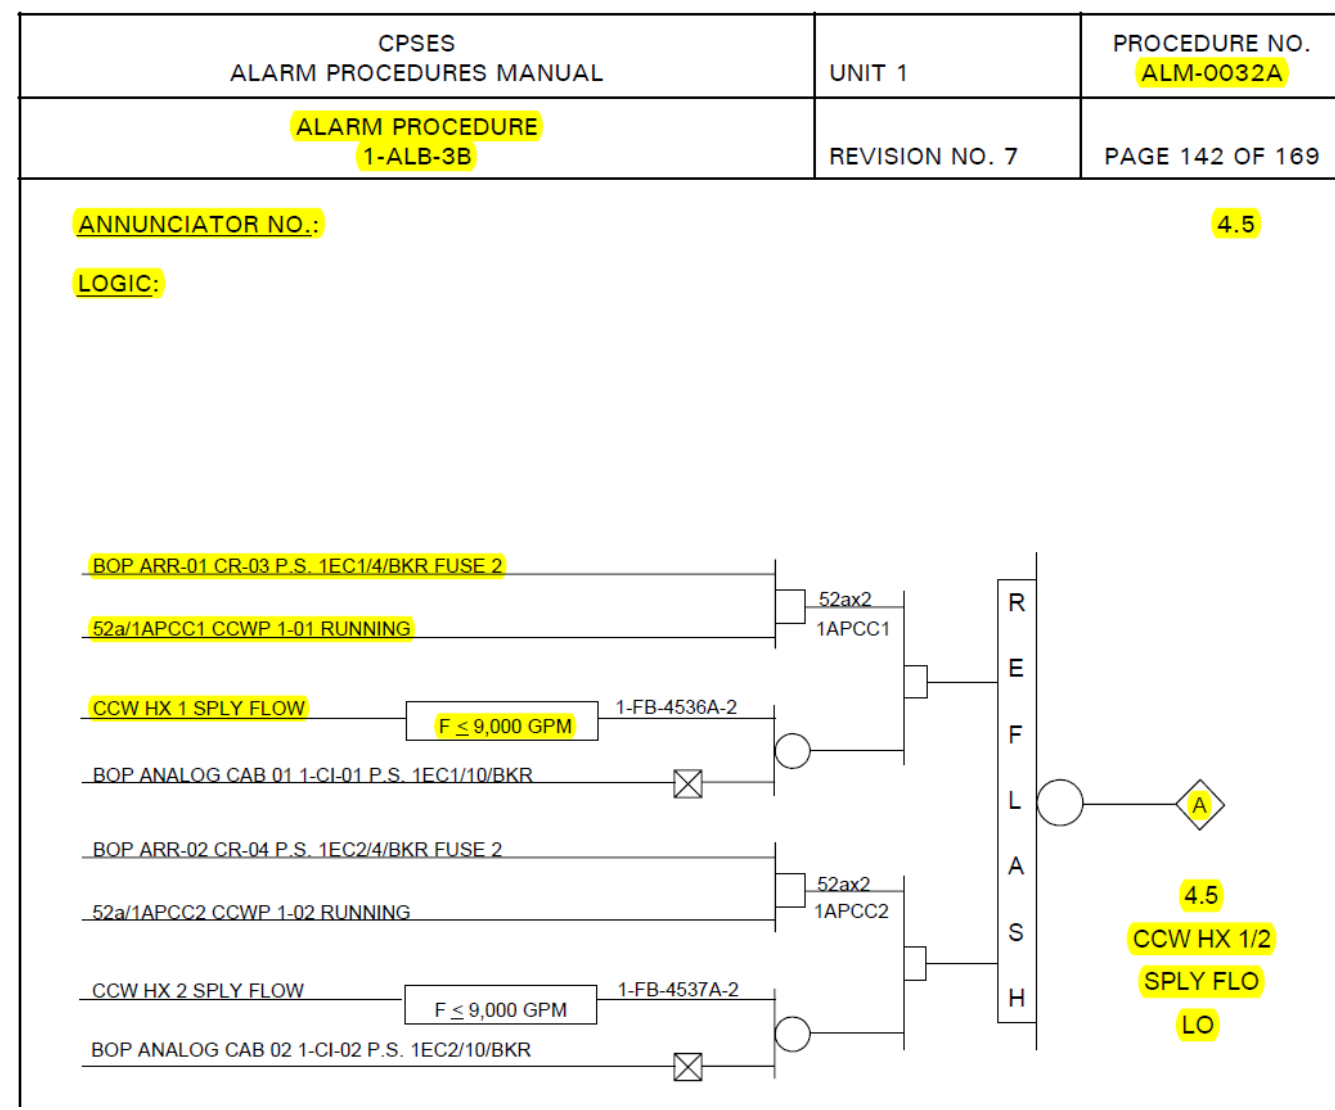 CPSES
ALARM PROCEDURES MANUAL
UNIT 1
PROCEDURE NO.
ALM-0032A
ALARM PROCEDURE
1-ALB-3B
REVISION NO. 7
PAGE 142 OF 169
ANNUNCIATOR NO.:
4.5
LOGIC:
BOP ARR-01 CR-03 P.S. 1EC1/4/BKR FUSE 2
52a/1APCC1 CCWP 1-01 RUNNING
52ax2
1APCC1
CCW HX 1 SPLY FLOW
F ≤ 9,000 GPM
1-FB-4536A-2
BOP ANALOG CAB 01 1-CI-01 P.S. 1EC1/10/BKR
BOP ARR-02 CR-04 P.S. 1EC2/4/BKR FUSE 2
52a/1APCC2 CCWP 1-02 RUNNING
52ax2
1APCC2
CCW HX 2 SPLY FLOW
F ≤ 9,000 GPM
1-FB-4537A-2
BOP ANALOG CAB 02 1-CI-02 P.S. 1EC2/10/BKR
R
E
F
L
A
S
H
A
4.5
CCW HX 1/2
SPLY FLO
LO